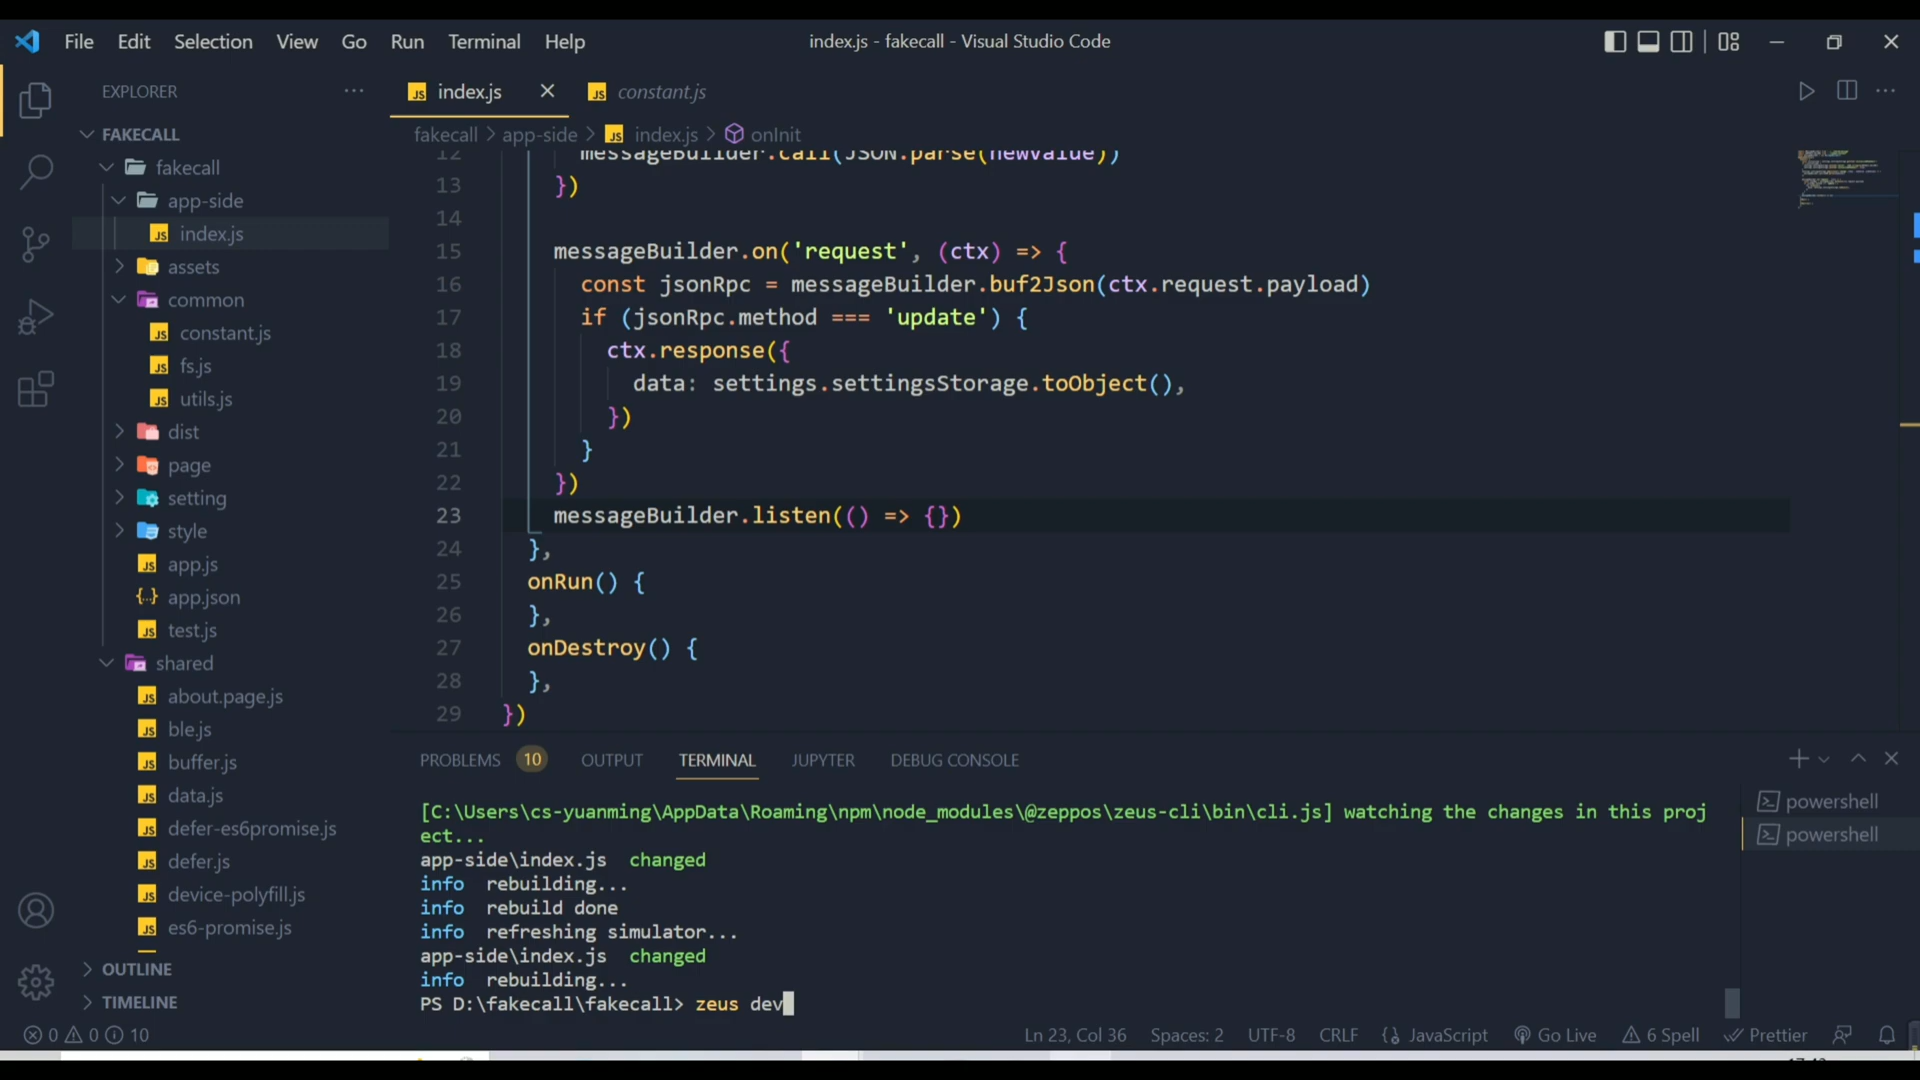 File Edit Selection View Go Run Terminal Help
index.js - fakecall - Visual Studio Code
EXPLORER
FAKECALL
fakecall
app-side
index.js
assets
common
constant.js
fs.js
utils.js
dist
page
setting
style
app.js
app.json
test.js
shared
about.page.js
ble.js
buffer.js
data.js
defer-es6promise.js
defer.js
device-polyfill.js
es6-promise.js
OUTLINE
TIMELINE
index.js
constant.js
fakecall > app-side > index.js > onInit
12 messageBuilder.call(JSON.parse(newValue))
13 })
14
15 messageBuilder.on('request', (ctx) => {
16 const jsonRpc = messageBuilder.buf2Json(ctx.request.payload)
17 if (jsonRpc.method === 'update') {
18 ctx.response({
19 data: settings.settingsStorage.toObject(),
20 })
21 }
22 })
23 messageBuilder.listen(() => {})
24 },
25 onRun() {
26 },
27 onDestroy() {
28 },
29 })
PROBLEMS 10 OUTPUT TERMINAL JUPYTER DEBUG CONSOLE
[C:\Users\cs-yuanming\AppData\Roaming\npm\node_modules\@zeppos\zeus-cli\bin\cli.js] watching the changes in this proj
ect...
app-side\index.js changed
info rebuilding...
info rebuild done
info refreshing simulator...
app-side\index.js changed
info rebuilding...
PS D:\fakecall\fakecall> zeus dev
powershell
powershell
0 0 10
Ln 23, Col 36 Spaces: 2 UTF-8 CRLF JavaScript Go Live 6 Spell Prettier